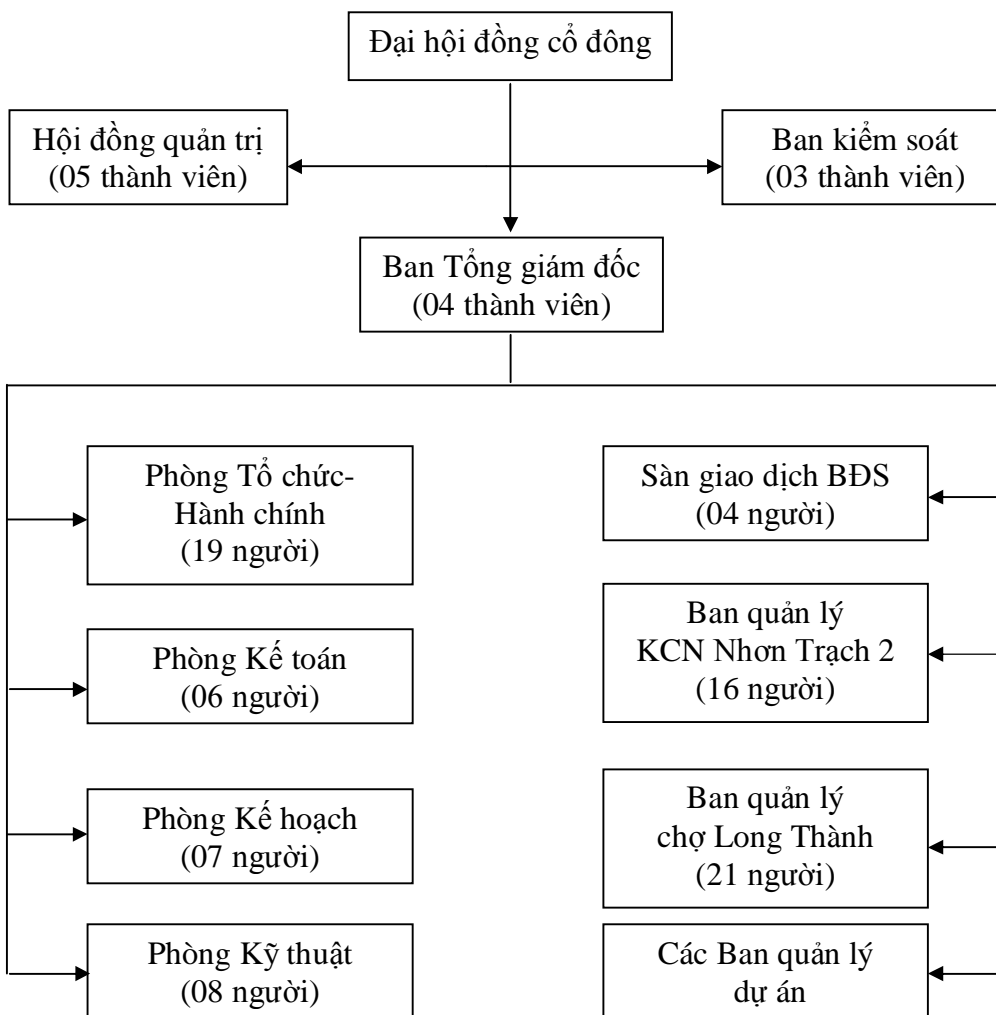 Đại hội đồng cổ đông
Hội đồng quản trị
(05 thành viên)
Ban kiểm soát
(03 thành viên)
Ban Tổng giám đốc
(04 thành viên)
Phòng Tổ chức-
Hành chính
(19 người)
Phòng Kế toán
(06 người)
Phòng Kế hoạch
(07 người)
Phòng Kỹ thuật
(08 người)
Sàn giao dịch BĐS
(04 người)
Ban quản lý
KCN Nhơn Trạch 2
(16 người)
Ban quản lý
chợ Long Thành
(21 người)
Các Ban quản lý
dự án